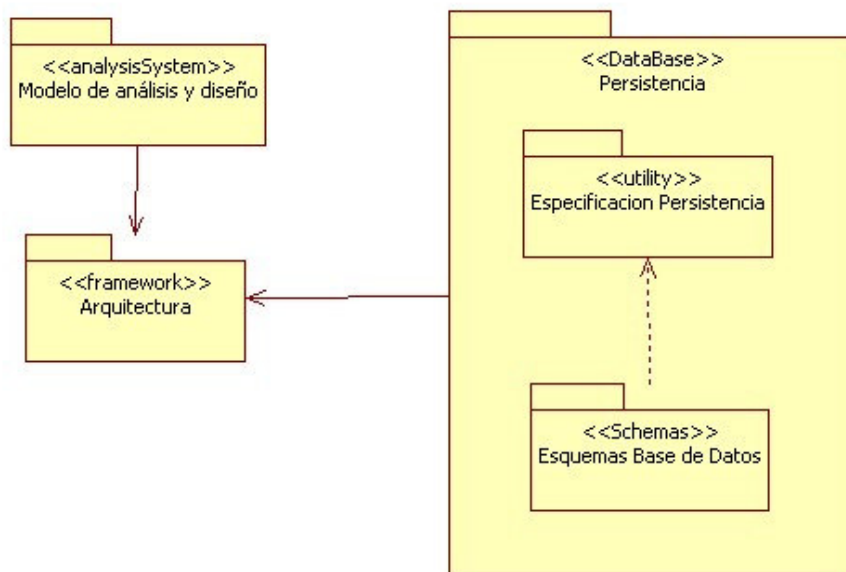 <<analysisSystem>>
Modelo de análisis y diseño
<<framework>>
Arquitectura
<<DataBase>>
Persistencia
<<utility>>
Especificacion Persistencia
<<Schemas>>
Esquemas Base de Datos